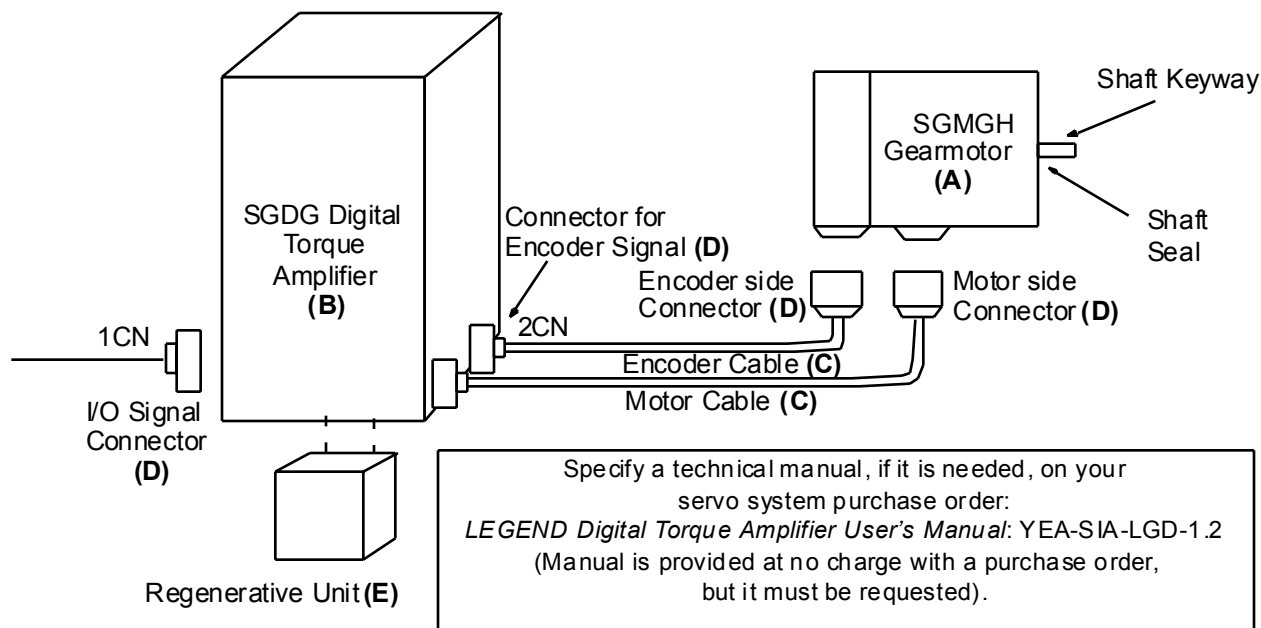 Shaft Keyway
SGMGH
Gearmotor
(A)
Shaft
Seal
SGDG Digital
Torque
Amplifier
(B)
Connector for
Encoder Signal (D)
Encoder side
Connector (D)
Motor side
Connector (D)
1CN
2CN
Encoder Cable (C)
Motor Cable (C)
I/O Signal
Connector
(D)
Regenerative Unit (E)
Specify a technical manual, if it is needed, on your
servo system purchase order:
LEGEND Digital Torque Amplifier User's Manual: YEA-SIA-LGD-1.2
(Manual is provided at no charge with a purchase order,
but it must be requested).